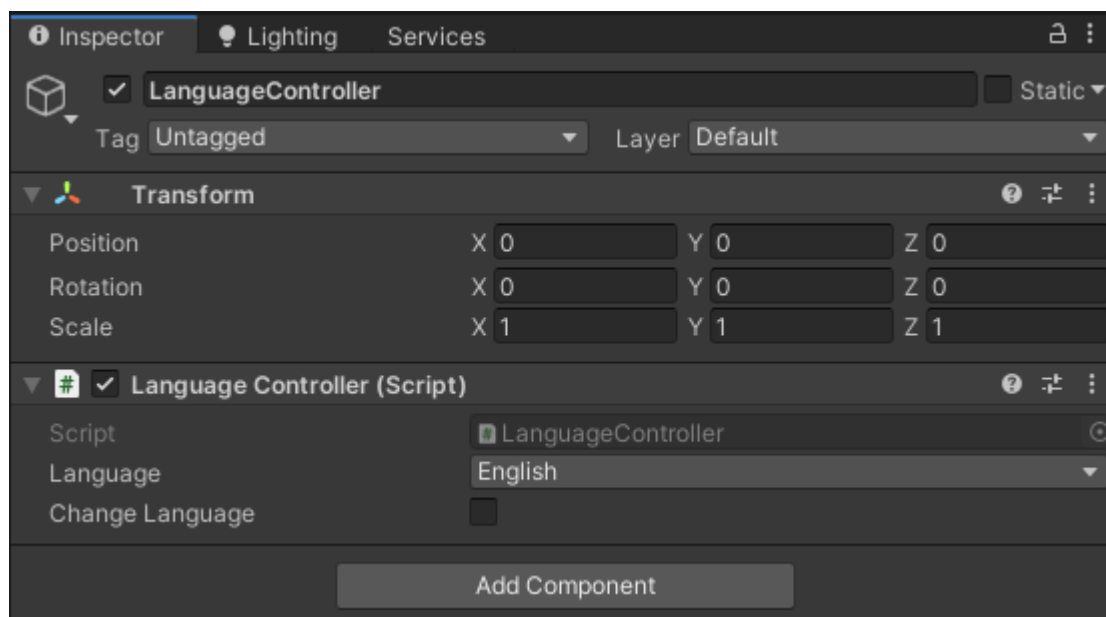 Inspector Lighting Services
LanguageController Static
Tag Untagged Layer Default
Transform
Position X 0 Y 0 Z 0
Rotation X 0 Y 0 Z 0
Scale X 1 Y 1 Z 1
# Language Controller (Script)
Script # LanguageController
Language English
Change Language
Add Component